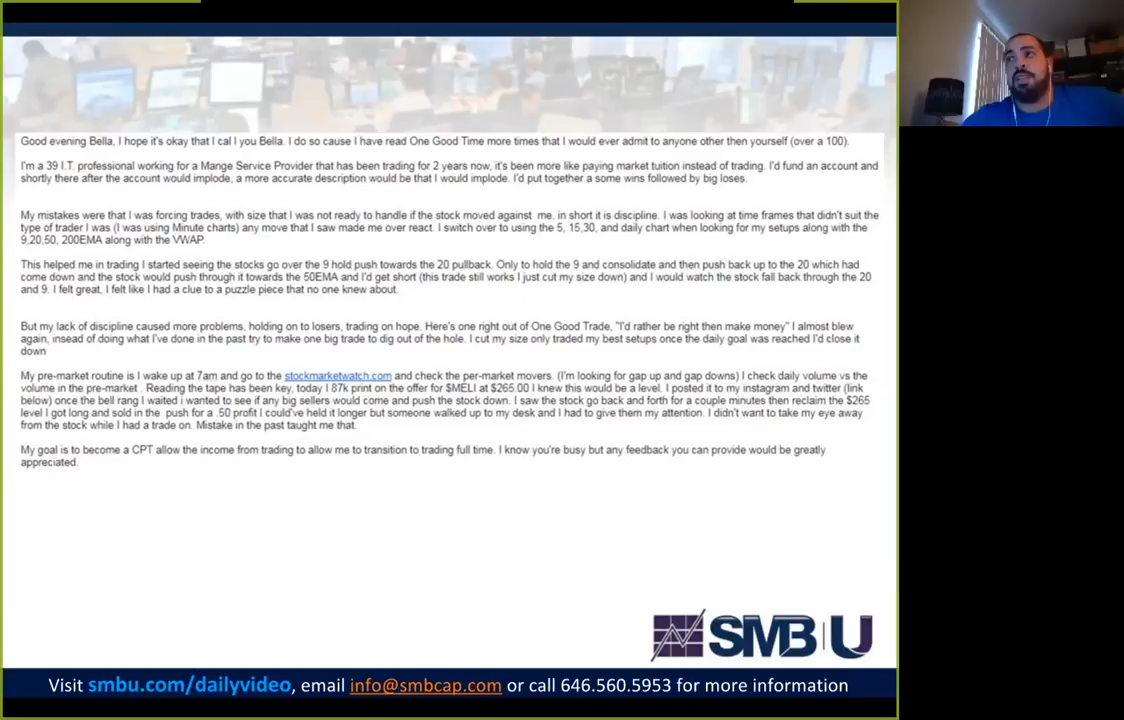 Good evening Bella, I hope it's okay that I cal l you Bella. I do so cause I have read One Good Time more times that I would ever admit to anyone other then yourself (over a 100).
I'm a 39 I.T. professional working for a Mange Service Provider that has been trading for 2 years now, it's been more like paying market tuition instead of trading. I'd fund an account and
shortly there after the account would implode, a more accurate description would be that I would implode. I'd put together a some wins followed by big loses.
My mistakes were that I was forcing trades, with size that I was not ready to handle if the stock moved against me, in short it is discipline. I was looking at time frames that didn't suit the
type of trader I was (I was using Minute charts) any move that I saw made me over react. I switch over to using the 5, 15,30, and daily chart when looking for my setups along with the
9,20,50, 200EMA along with the VWAP.
This helped me in trading I started seeing the stocks go over the 9 hold push towards the 20 pullback. Only to hold the 9 and consolidate and then push back up to the 20 which had
come down and the stock would push through it towards the 50EMA and I'd get short (this trade still works I just cut my size down) and I would watch the stock fall back through the 20
and 9. I felt great, I felt like I had a clue to a puzzle piece that no one knew about.
But my lack of discipline caused more problems, holding on to losers, trading on hope. Here's one right out of One Good Trade, "I'd rather be right then make money" I almost blew
again, insead of doing what I've done in the past try to make one big trade to dig out of the hole. I cut my size only traded my best setups once the daily goal was reached I'd close it
down
My pre-market routine is I wake up at 7am and go to the stockmarketwatch.com and check the per-market movers. (I'm looking for gap up and gap downs) I check daily volume vs the
volume in the pre-market . Reading the tape has been key, today I 87k print on the offer for $MELI at $265.00 I knew this would be a level. I posted it to my instagram and twitter (link
below) once the bell rang I waited i wanted to see if any big sellers would come and push the stock down. I saw the stock go back and forth for a couple minutes then reclaim the $265
level I got long and sold in the push for a .50 profit I could've held it longer but someone walked up to my desk and I had to give them my attention. I didn't want to take my eye away
from the stock while I had a trade on. Mistake in the past taught me that.
My goal is to become a CPT allow the income from trading to allow me to transition to trading full time. I know you're busy but any feedback you can provide would be greatly
appreciated.
SMB U
Visit smbu.com/dailyvideo, email info@smbcap.com or call 646.560.5953 for more information